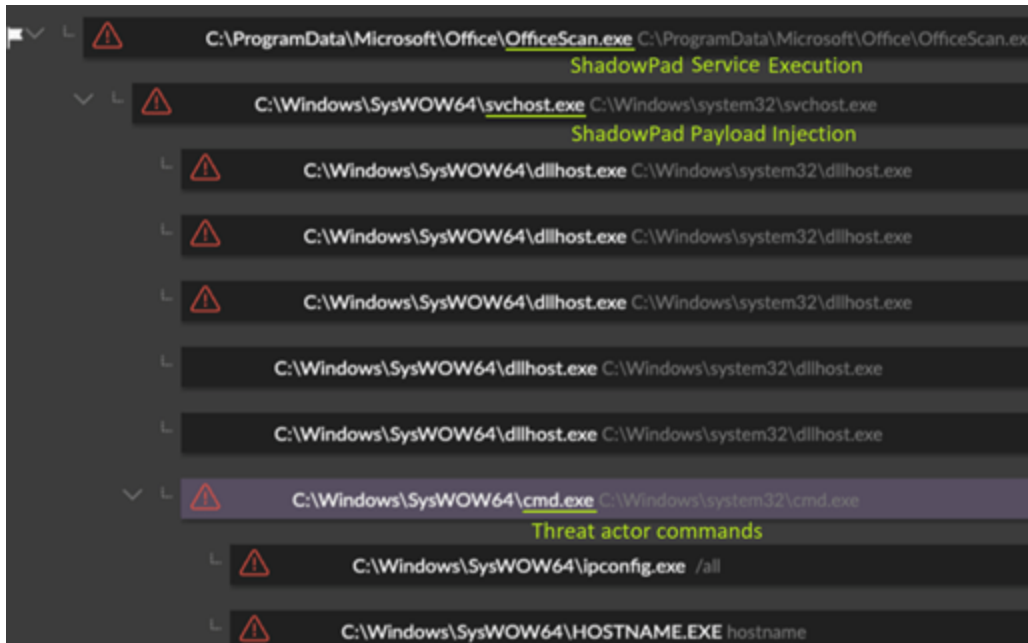 C:\ProgramData\Microsoft\Office\OfficeScan.exe C:\ProgramData\Microsoft\Office\OfficeScan.ex
ShadowPad Service Execution
C:\Windows\SysWOW64\svchost.exe C:\Windows\system32\svchost.exe
ShadowPad Payload Injection
C:\Windows\SysWOW64\dllhost.exe C:\Windows\system32\dllhost.exe
C:\Windows\SysWOW64\dllhost.exe C:\Windows\system32\dllhost.exe
C:\Windows\SysWOW64\dllhost.exe C:\Windows\system32\dllhost.exe
C:\Windows\SysWOW64\dllhost.exe C:\Windows\system32\dllhost.exe
C:\Windows\SysWOW64\dllhost.exe C:\Windows\system32\dllhost.exe
C:\Windows\SysWOW64\cmd.exe C:\Windows\system32\cmd.exe
Threat actor commands
C:\Windows\SysWOW64\ipconfig.exe /all
C:\Windows\SysWOW64\HOSTNAME.EXE hostname